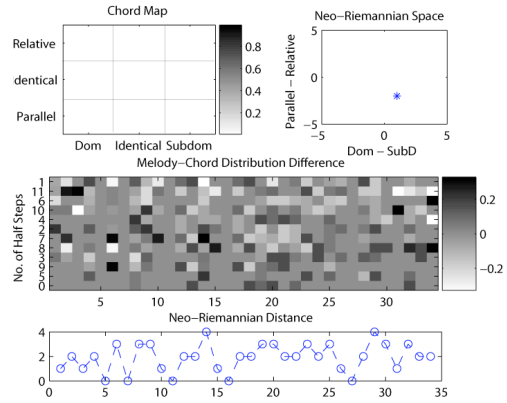 Chord Map
Relative
dentical
Parallel
Dom Identical Subdom
0.8
0.6
0.4
0.2
Neo−Riemannian Space
Parallel − Relative
5
0
−5
−5 0 5
Dom − SubD
Melody−Chord Distribution Difference
No. of Half Steps
1
11
6
10
4
2
7
3
9
0
5 10 15 20 25 30
0.2
0
−0.2
Neo−Riemannian Distance
4
2
0
0 5 10 15 20 25 30 35